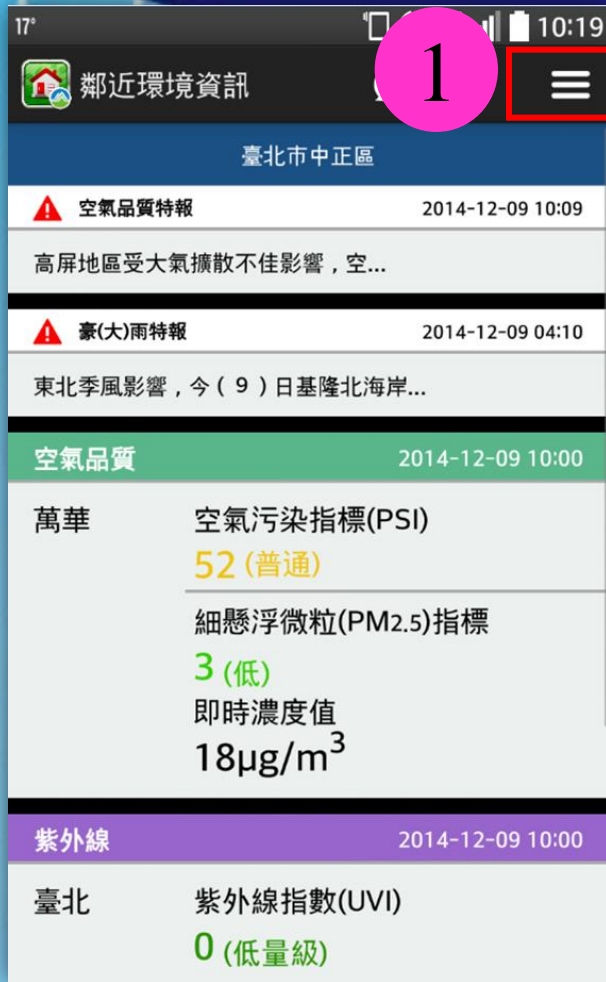 17°
10:19
1
鄰近環境資訊
臺北市中正區
空氣品質特報 2014-12-09 10:09
高屏地區受大氣擴散不佳影響，空...
豪(大)雨特報 2014-12-09 04:10
東北季風影響，今（9）日基隆北海岸...
空氣品質 2014-12-09 10:00
萬華 空氣污染指標(PSI)
52 (普通)
細懸浮微粒(PM2.5)指標
3 (低)
即時濃度值
18μg/m³
紫外線 2014-12-09 10:00
臺北 紫外線指數(UVI)
0 (低量級)